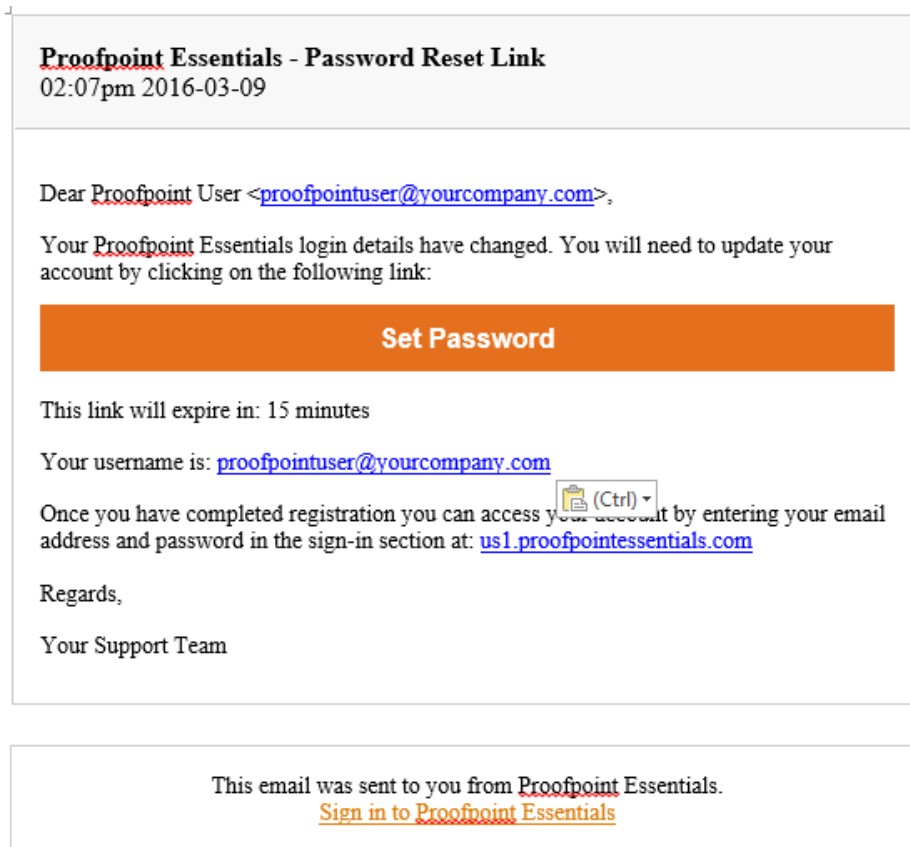 Proofpoint Essentials - Password Reset Link
02:07pm 2016-03-09
Dear Proofpoint User <proofpointuser@yourcompany.com>,
Your Proofpoint Essentials login details have changed. You will need to update your
account by clicking on the following link:
Set Password
This link will expire in: 15 minutes
Your username is: proofpointuser@yourcompany.com
(Ctrl)
Once you have completed registration you can access your account by entering your email
address and password in the sign-in section at: us1.proofpointessentials.com
Regards,
Your Support Team
This email was sent to you from Proofpoint Essentials.
Sign in to Proofpoint Essentials